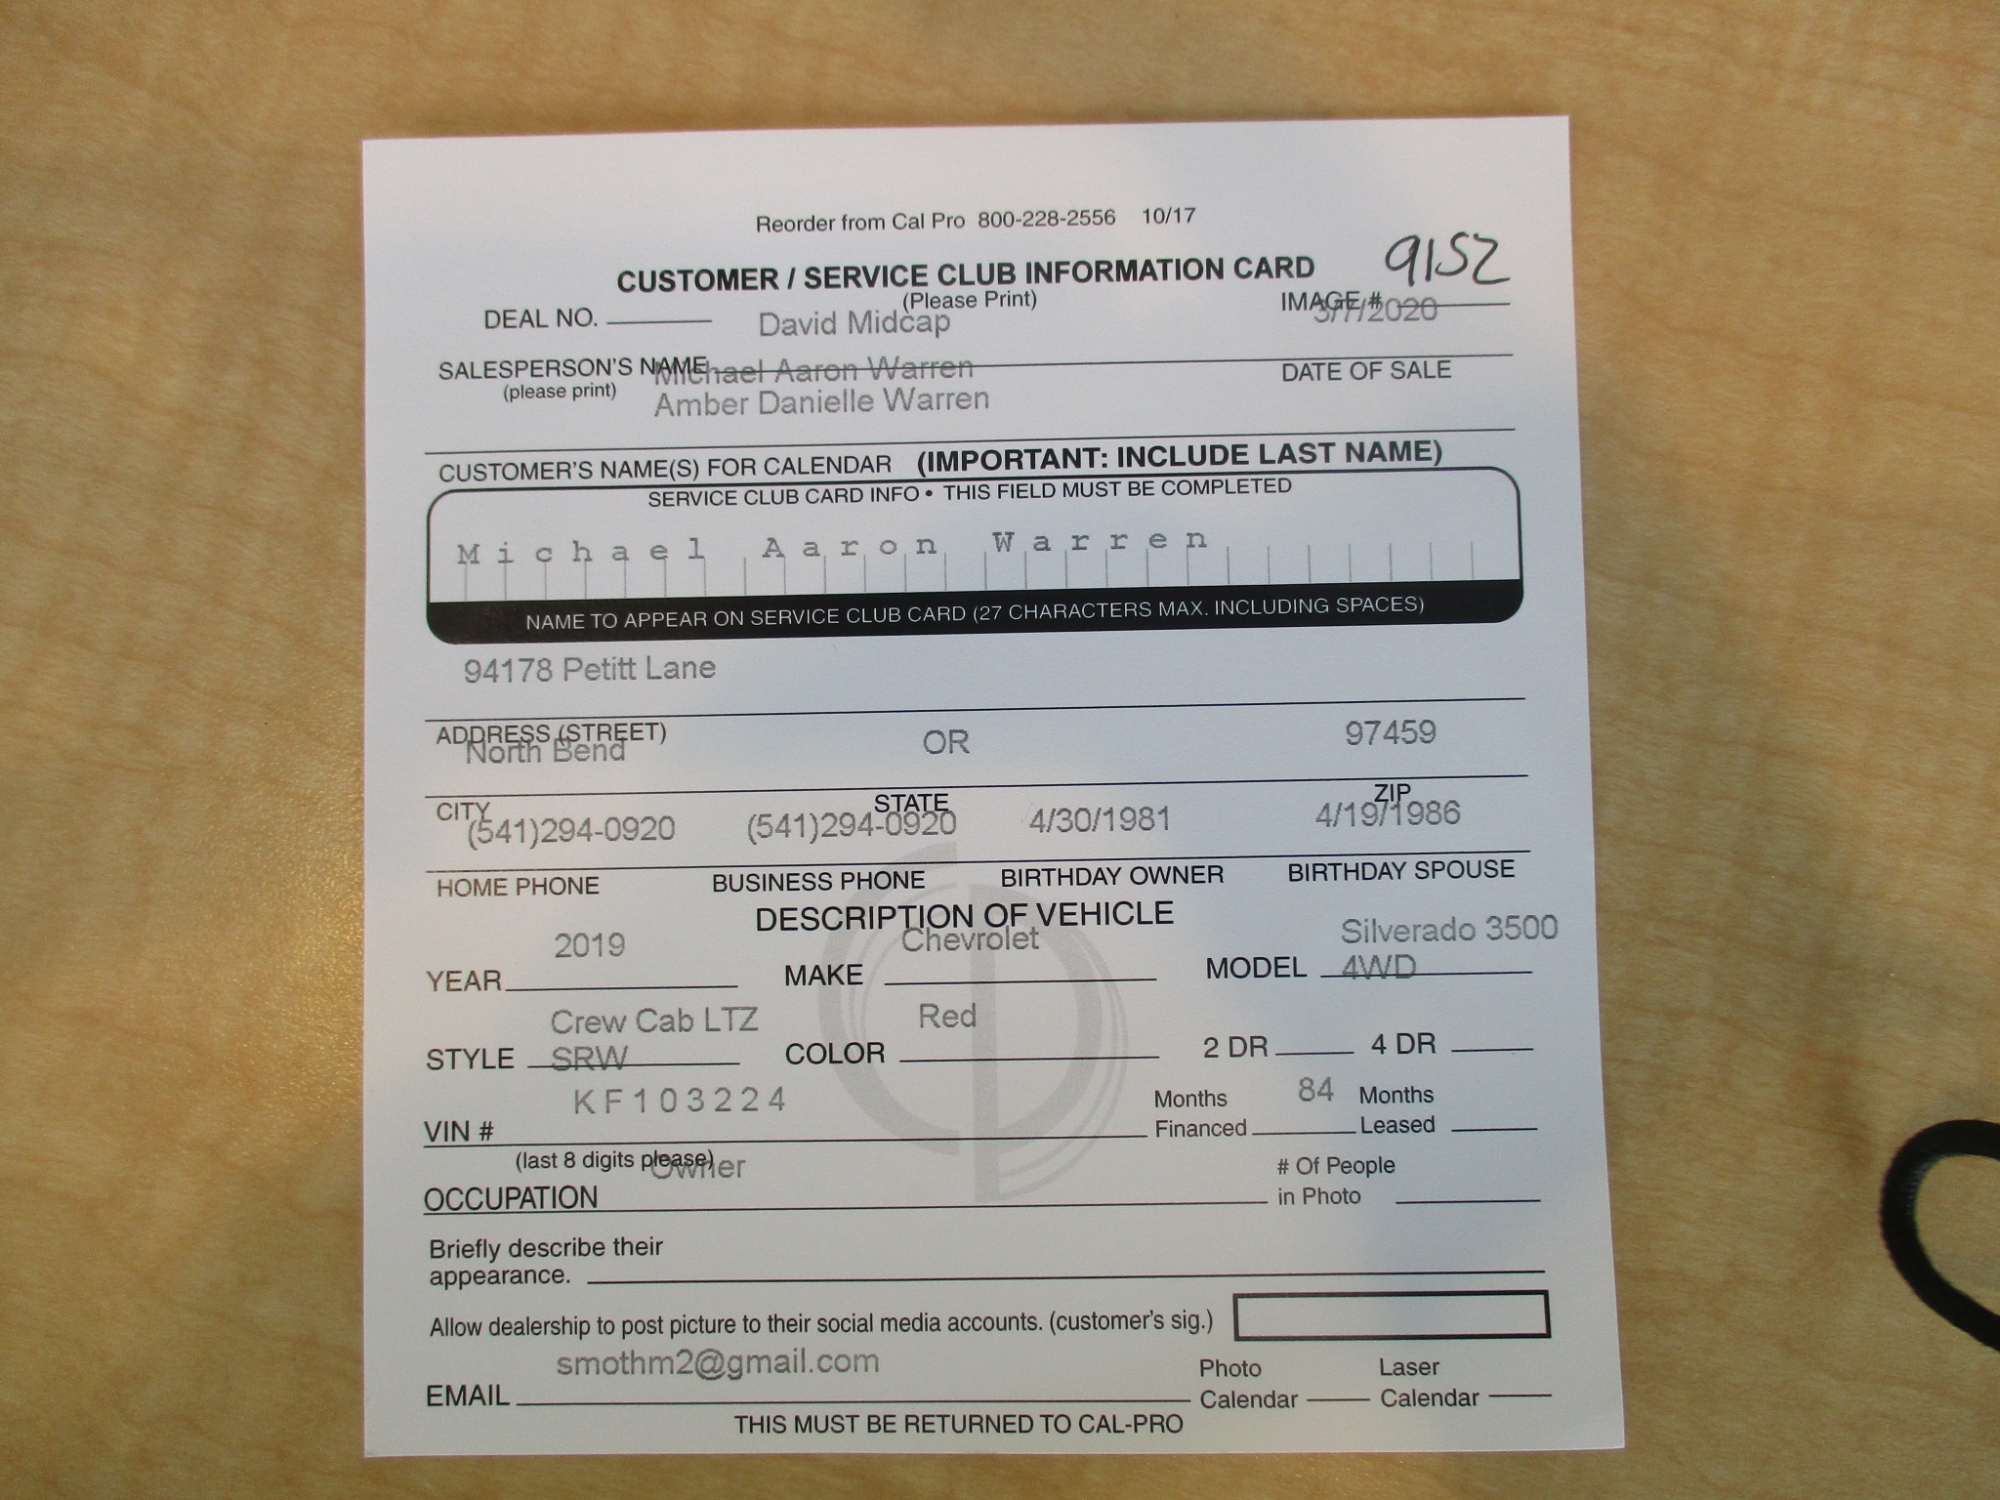 Reorder from Cal Pro 800-228-2556 10/17
CUSTOMER / SERVICE CLUB INFORMATION CARD 9152
(Please Print)
DEAL NO. David Midcap IMAGE # 3/7/2020
SALESPERSON'S NAME Michael Aaron Warren DATE OF SALE
(please print) Amber Danielle Warren
CUSTOMER'S NAME(S) FOR CALENDAR (IMPORTANT: INCLUDE LAST NAME)
SERVICE CLUB CARD INFO • THIS FIELD MUST BE COMPLETED
Michael Aaron Warren
NAME TO APPEAR ON SERVICE CLUB CARD (27 CHARACTERS MAX. INCLUDING SPACES)
94178 Petitt Lane
ADDRESS (STREET)
North Bend OR 97459
CITY STATE ZIP
(541)294-0920 (541)294-0920 4/30/1981 4/19/1986
HOME PHONE BUSINESS PHONE BIRTHDAY OWNER BIRTHDAY SPOUSE
DESCRIPTION OF VEHICLE
2019 Chevrolet Silverado 3500
YEAR MAKE MODEL 4WD
Crew Cab LTZ Red
STYLE SRW COLOR 2 DR 4 DR
KF103224 Months 84 Months
VIN # Financed Leased
(last 8 digits please) Owner # Of People
OCCUPATION in Photo
Briefly describe their
appearance.
Allow dealership to post picture to their social media accounts. (customer's sig.)
smothm2@gmail.com Photo Laser
EMAIL Calendar Calendar
THIS MUST BE RETURNED TO CAL-PRO